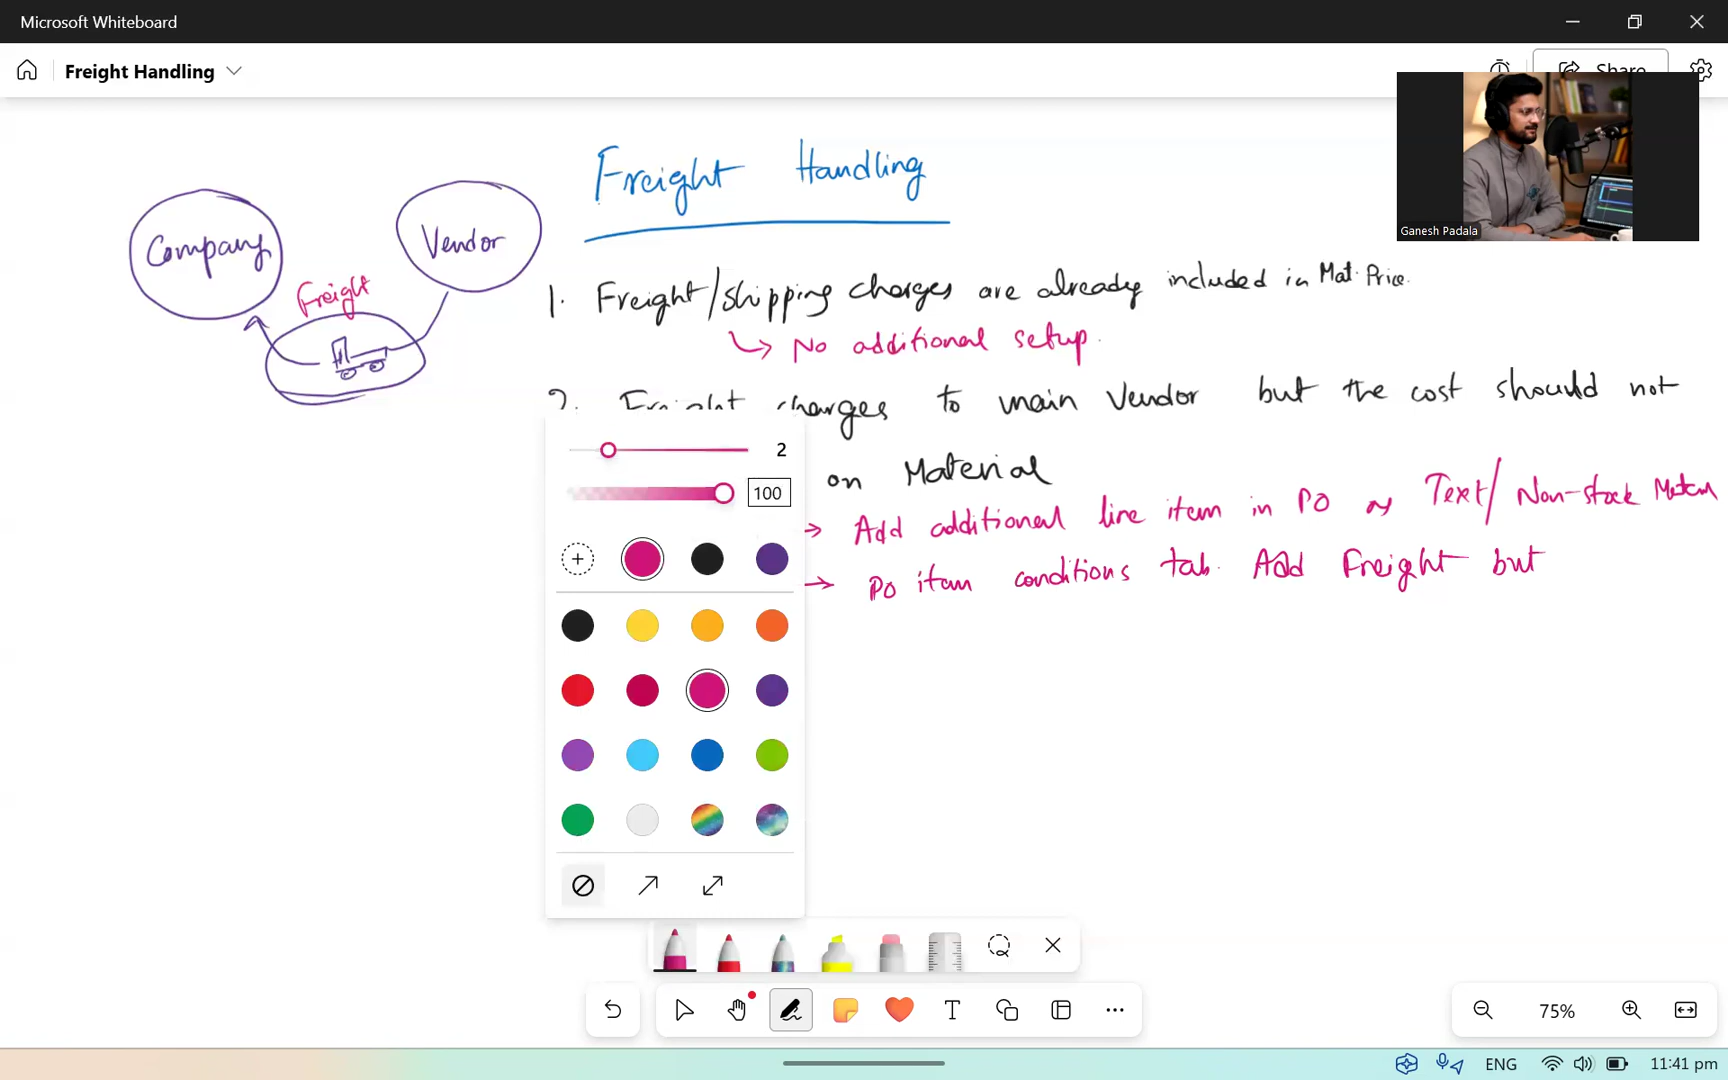 Microsoft Whiteboard
Freight Handling
Share
Ganesh Padala
Freight Handling
Company
Vendor
Freight
1. Freight/shipping charges are already included in Mat. Price.
No additional setup.
2. Freight charges to main Vendor but the cost should not
on Material
2
100
Add additional line item in PO Text/ Non-stock Material
PO item conditions tab. Add Freight but
75%
ENG
11:41 pm